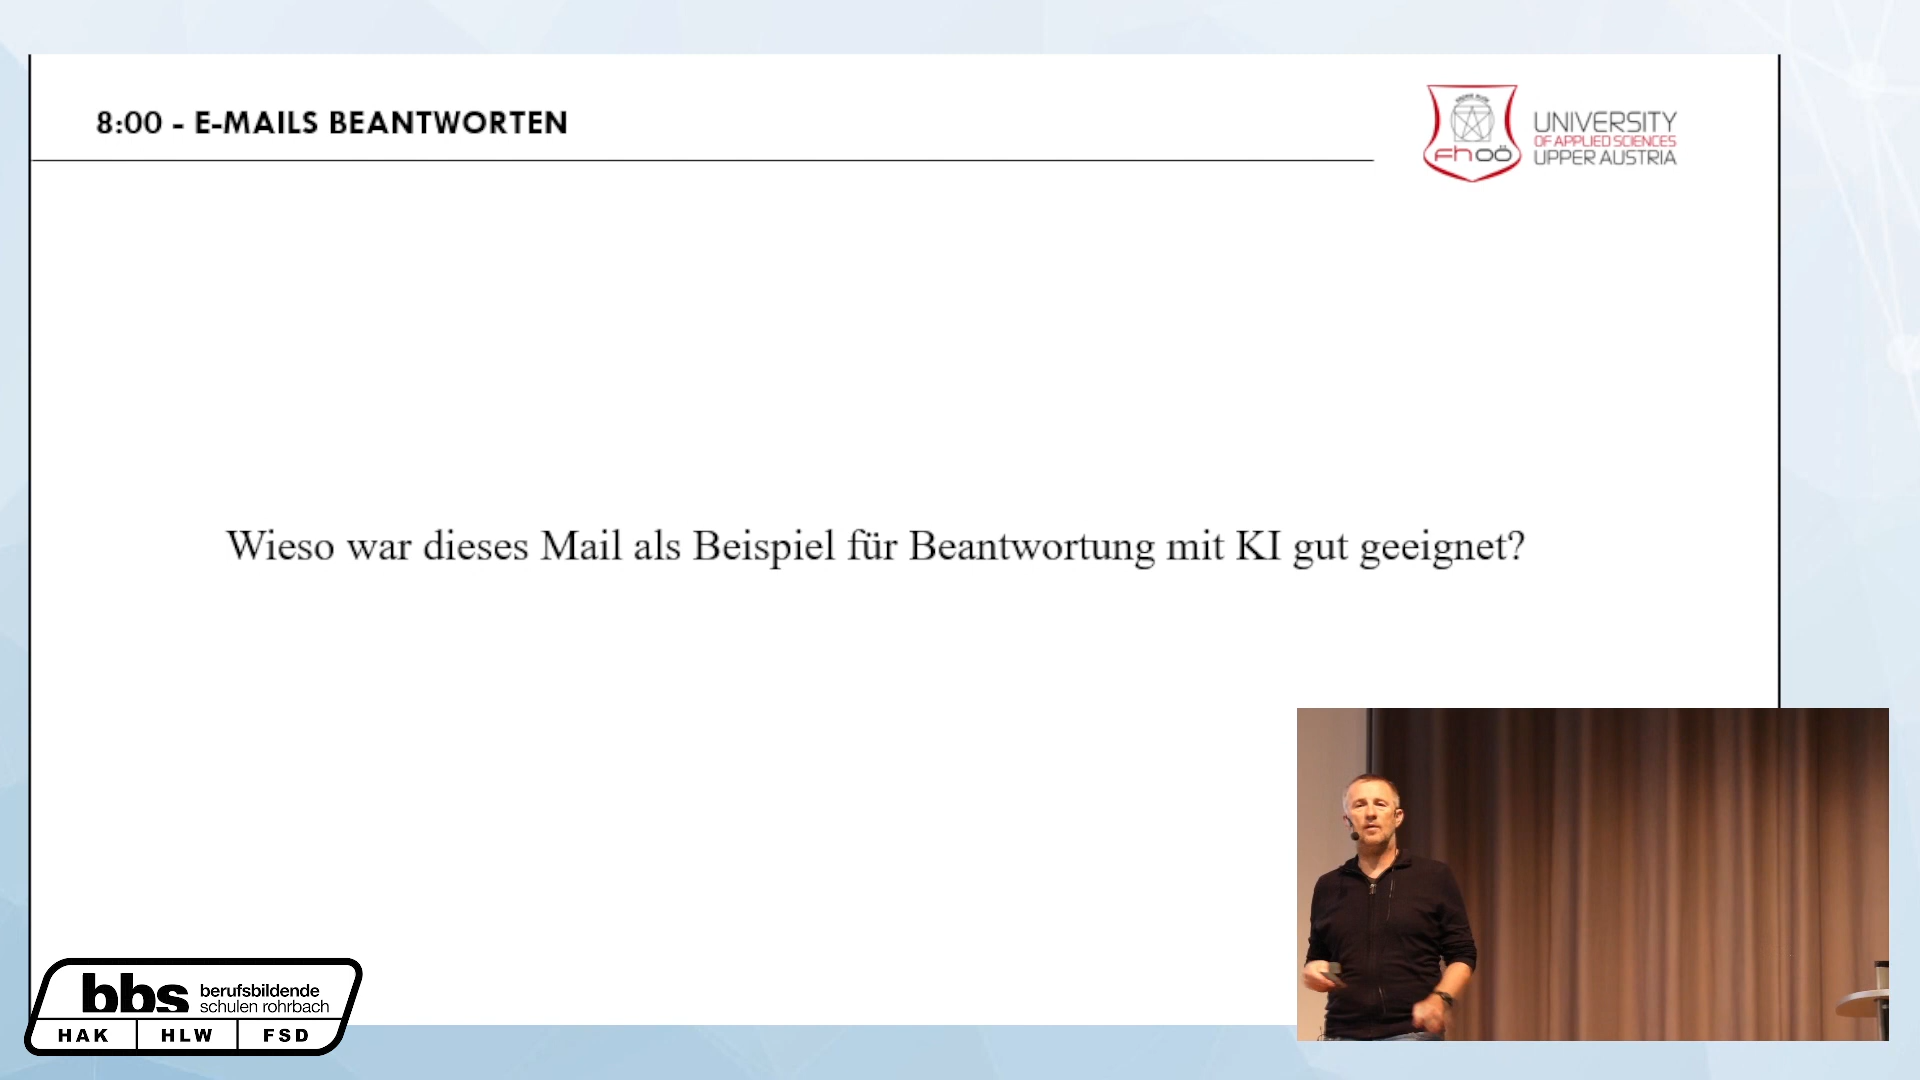 8:00 - E-MAILS BEANTWORTEN
fhoö
UNIVERSITY
OF APPLIED SCIENCES
UPPER AUSTRIA
Wieso war dieses Mail als Beispiel für Beantwortung mit KI gut geeignet?
bbs berufsbildende
schulen rohrbach
HAK HLW FSD